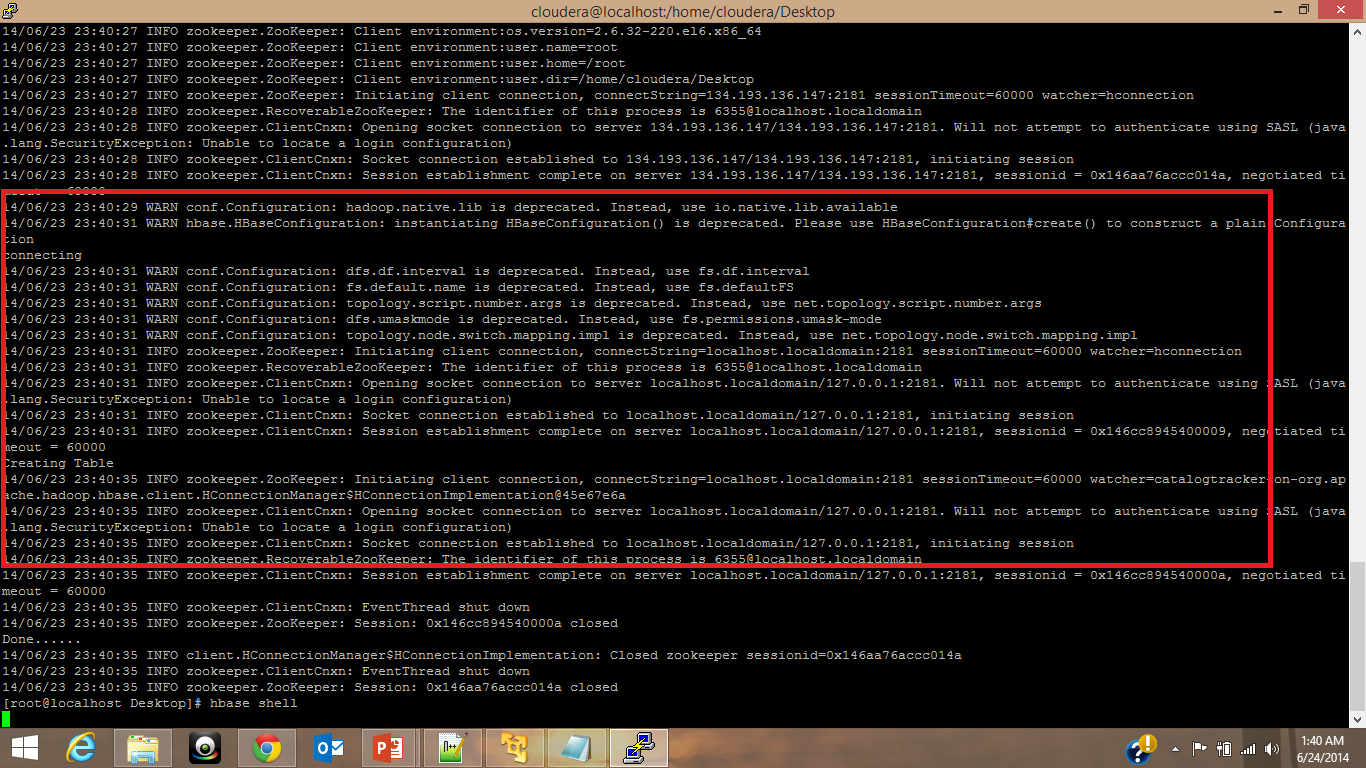 cloudera@localhost:/home/cloudera/Desktop
14/06/23 23:40:27 INFO zookeeper.ZooKeeper: Client environment:os.version=2.6.32-220.el6.x86_64
14/06/23 23:40:27 INFO zookeeper.ZooKeeper: Client environment:user.name=root
14/06/23 23:40:27 INFO zookeeper.ZooKeeper: Client environment:user.home=/root
14/06/23 23:40:27 INFO zookeeper.ZooKeeper: Client environment:user.dir=/home/cloudera/Desktop
14/06/23 23:40:27 INFO zookeeper.ZooKeeper: Initiating client connection, connectString=134.193.136.147:2181 sessionTimeout=60000 watcher=hconnection
14/06/23 23:40:28 INFO zookeeper.RecoverableZooKeeper: The identifier of this process is 6355@localhost.localdomain
14/06/23 23:40:28 INFO zookeeper.ClientCnxn: Opening socket connection to server 134.193.136.147/134.193.136.147:2181. Will not attempt to authenticate using SASL (java
.lang.SecurityException: Unable to locate a login configuration)
14/06/23 23:40:28 INFO zookeeper.ClientCnxn: Socket connection established to 134.193.136.147/134.193.136.147:2181, initiating session
14/06/23 23:40:28 INFO zookeeper.ClientCnxn: Session establishment complete on server 134.193.136.147/134.193.136.147:2181, sessionid = 0x146aa76accc014a, negotiated ti
meout = 60000
14/06/23 23:40:29 WARN conf.Configuration: hadoop.native.lib is deprecated. Instead, use io.native.lib.available
14/06/23 23:40:31 WARN hbase.HBaseConfiguration: instantiating HBaseConfiguration() is deprecated. Please use HBaseConfiguration#create() to construct a plain Configura
tion
connecting
14/06/23 23:40:31 WARN conf.Configuration: dfs.df.interval is deprecated. Instead, use fs.df.interval
14/06/23 23:40:31 WARN conf.Configuration: fs.default.name is deprecated. Instead, use fs.defaultFS
14/06/23 23:40:31 WARN conf.Configuration: topology.script.number.args is deprecated. Instead, use net.topology.script.number.args
14/06/23 23:40:31 WARN conf.Configuration: dfs.umaskmode is deprecated. Instead, use fs.permissions.umask-mode
14/06/23 23:40:31 WARN conf.Configuration: topology.node.switch.mapping.impl is deprecated. Instead, use net.topology.node.switch.mapping.impl
14/06/23 23:40:31 INFO zookeeper.ZooKeeper: Initiating client connection, connectString=localhost.localdomain:2181 sessionTimeout=60000 watcher=hconnection
14/06/23 23:40:31 INFO zookeeper.RecoverableZooKeeper: The identifier of this process is 6355@localhost.localdomain
14/06/23 23:40:31 INFO zookeeper.ClientCnxn: Opening socket connection to server localhost.localdomain/127.0.0.1:2181. Will not attempt to authenticate using SASL (java
.lang.SecurityException: Unable to locate a login configuration)
14/06/23 23:40:31 INFO zookeeper.ClientCnxn: Socket connection established to localhost.localdomain/127.0.0.1:2181, initiating session
14/06/23 23:40:31 INFO zookeeper.ClientCnxn: Session establishment complete on server localhost.localdomain/127.0.0.1:2181, sessionid = 0x146cc8945400009, negotiated ti
meout = 60000
Creating Table
14/06/23 23:40:35 INFO zookeeper.ZooKeeper: Initiating client connection, connectString=localhost.localdomain:2181 sessionTimeout=60000 watcher=catalogtracker-on-org.ap
ache.hadoop.hbase.client.HConnectionManager$HConnectionImplementation@45e67e6a
14/06/23 23:40:35 INFO zookeeper.ClientCnxn: Opening socket connection to server localhost.localdomain/127.0.0.1:2181. Will not attempt to authenticate using SASL (java
.lang.SecurityException: Unable to locate a login configuration)
14/06/23 23:40:35 INFO zookeeper.ClientCnxn: Socket connection established to localhost.localdomain/127.0.0.1:2181, initiating session
14/06/23 23:40:35 INFO zookeeper.RecoverableZooKeeper: The identifier of this process is 6355@localhost.localdomain
14/06/23 23:40:35 INFO zookeeper.ClientCnxn: Session establishment complete on server localhost.localdomain/127.0.0.1:2181, sessionid = 0x146cc894540000a, negotiated ti
meout = 60000
14/06/23 23:40:35 INFO zookeeper.ClientCnxn: EventThread shut down
14/06/23 23:40:35 INFO zookeeper.ZooKeeper: Session: 0x146cc894540000a closed
Done......
14/06/23 23:40:35 INFO client.HConnectionManager$HConnectionImplementation: Closed zookeeper sessionid=0x146aa76accc014a
14/06/23 23:40:35 INFO zookeeper.ClientCnxn: EventThread shut down
14/06/23 23:40:35 INFO zookeeper.ZooKeeper: Session: 0x146aa76accc014a closed
[root@localhost Desktop]# hbase shell
1:40 AM
6/24/2014